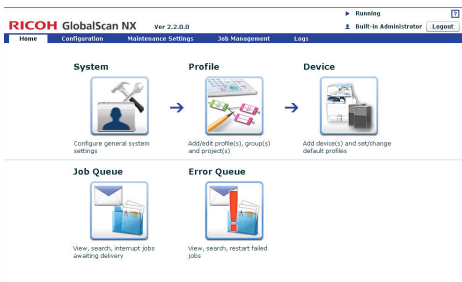 Running
?
RICOH GlobalScan NX Ver 2.2.0.0
Built-in Administrator Logout
Home Configuration Maintenance Settings Job Management Logs
System Profile Device
Configure general system settings
Add/edit profile(s), group(s) and project(s)
Add device(s) and set/change default profiles
Job Queue Error Queue
View, search, interrupt jobs awaiting delivery
View, search, restart failed jobs